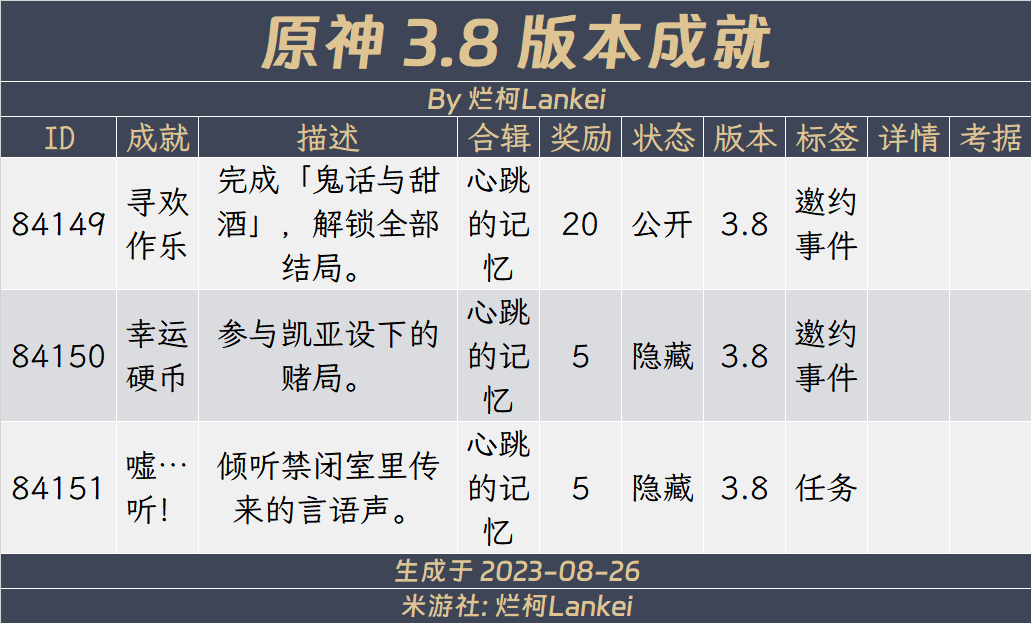 原神 3.8 版本成就
By 烂柯Lankei
ID 成就 描述 合辑 奖励 状态 版本 标签 详情 考据
84149 寻欢作乐 完成「鬼话与甜酒」，解锁全部结局。 心跳的记忆 20 公开 3.8 邀约事件
84150 幸运硬币 参与凯亚设下的赌局。 心跳的记忆 5 隐藏 3.8 邀约事件
84151 嘘…听！ 倾听禁闭室里传来的言语声。 心跳的记忆 5 隐藏 3.8 任务
生成于 2023-08-26
米游社: 烂柯Lankei